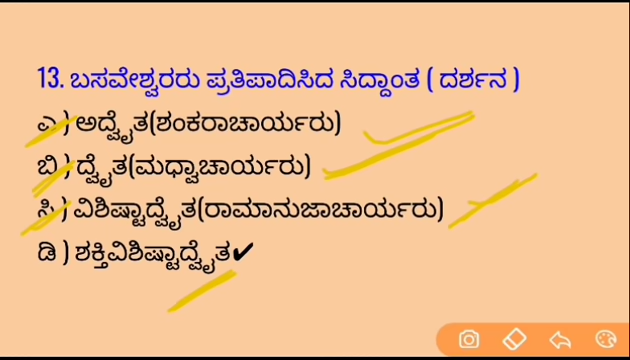 13. ಬಸವೇಶ್ವರರು ಪ್ರತಿಪಾದಿಸಿದ ಸಿದ್ದಾಂತ ( ದರ್ಶನ )
ಎ ) ಅದ್ವೈತ(ಶಂಕರಾಚಾರ್ಯರು)
ಬಿ ) ದ್ವೈತ(ಮಧ್ವಾಚಾರ್ಯರು)
ಸಿ ) ವಿಶಿಷ್ಟಾದ್ವೈತ(ರಾಮಾನುಜಾಚಾರ್ಯರು)
ಡಿ ) ಶಕ್ತಿವಿಶಿಷ್ಟಾದ್ವೈತ✔